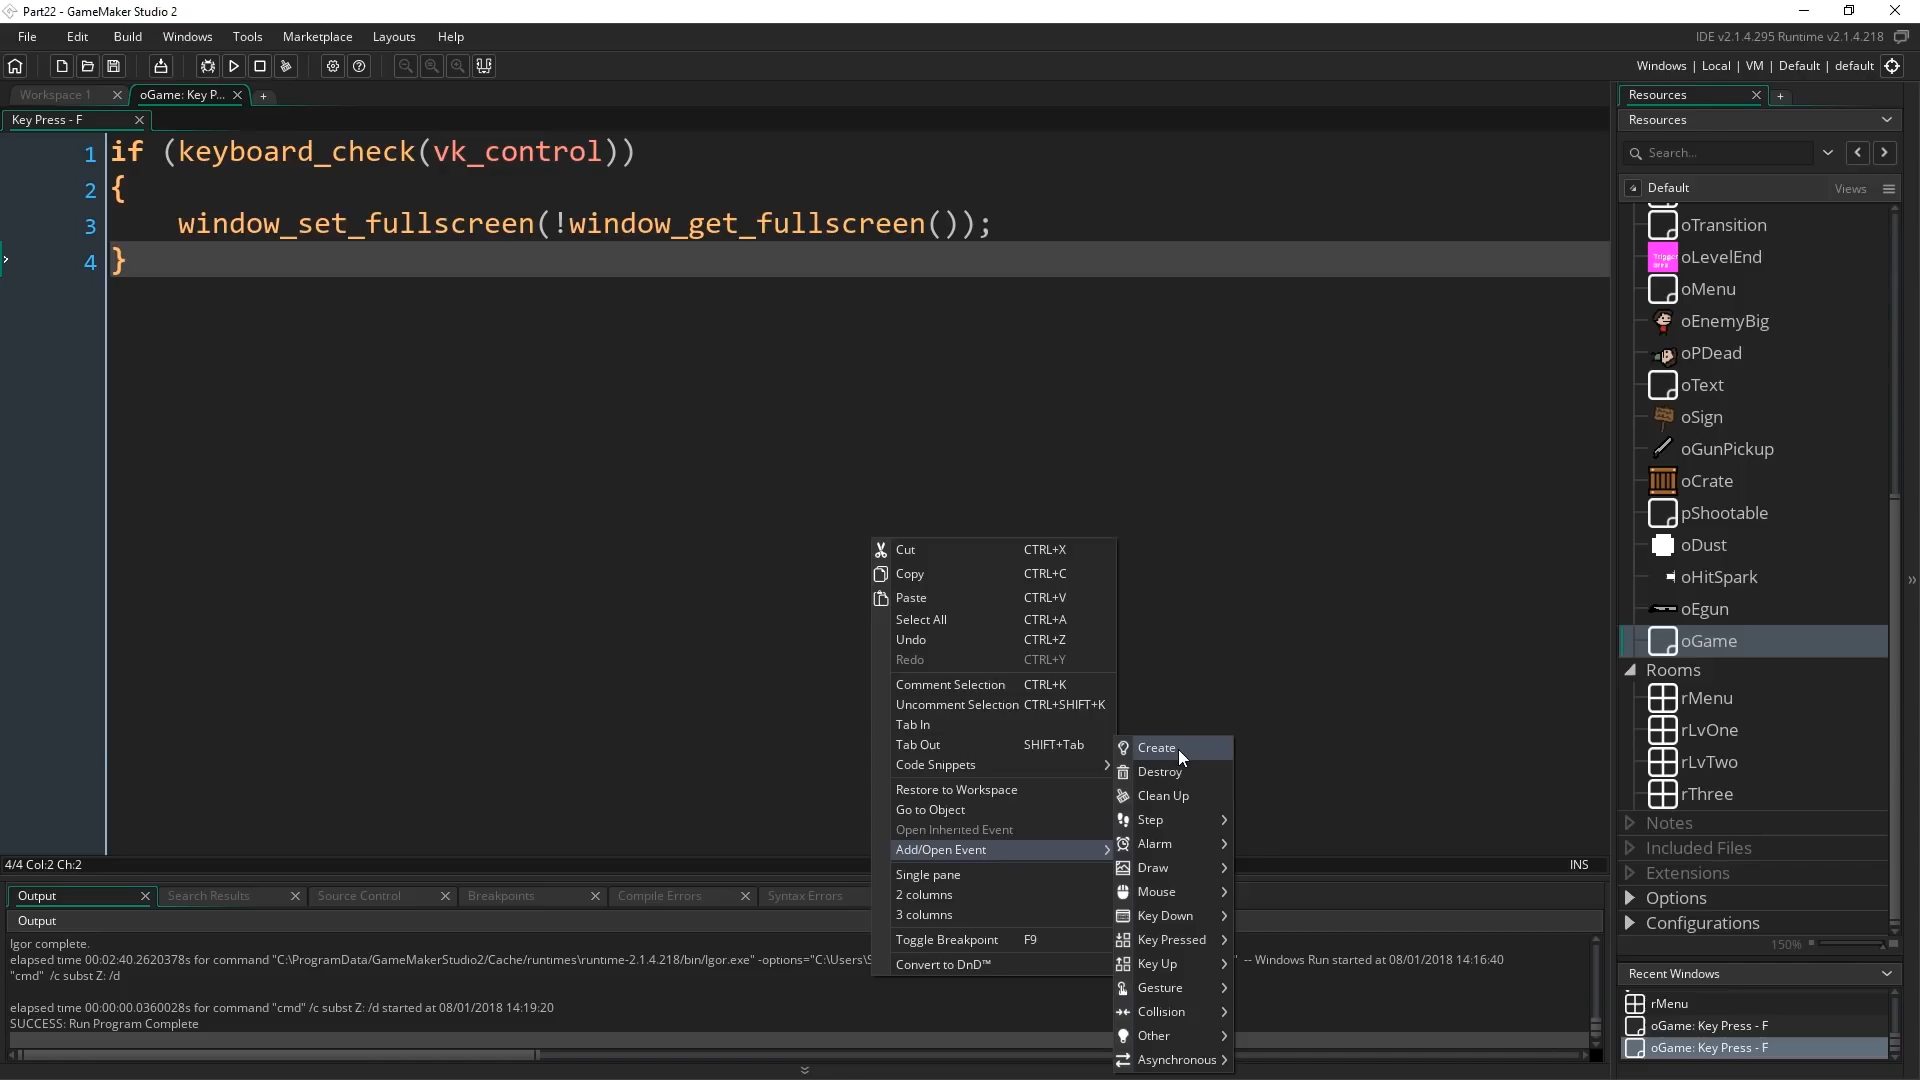 Part22 - GameMaker Studio 2
File Edit Build Windows Tools Marketplace Layouts Help
IDE v2.1.4.295 Runtime v2.1.4.218
Windows | Local | VM | Default | default
Workspace 1
oGame: Key P...
Key Press - F
1 if (keyboard_check(vk_control))
2 {
3 window_set_fullscreen(!window_get_fullscreen());
4 }
4/4 Col:2 Ch:2
INS
Cut CTRL+X
Copy CTRL+C
Paste CTRL+V
Select All CTRL+A
Undo CTRL+Z
Redo CTRL+Y
Comment Selection CTRL+K
Uncomment Selection CTRL+SHIFT+K
Tab In
Tab Out SHIFT+Tab
Code Snippets
Restore to Workspace
Go to Object
Open Inherited Event
Add/Open Event
Single pane
2 columns
3 columns
Toggle Breakpoint F9
Convert to DnD™
Create
Destroy
Clean Up
Step
Alarm
Draw
Mouse
Key Down
Key Pressed
Key Up
Gesture
Collision
Other
Asynchronous
Output Search Results Source Control Breakpoints Compile Errors Syntax Errors
Output
Igor complete.
elapsed time 00:02:40.2620378s for command "C:\ProgramData/GameMakerStudio2/Cache/runtimes\runtime-2.1.4.218/bin/Igor.exe" -options="C:\Users\ " -- Windows Run started at 08/01/2018 14:16:40
"cmd" /c subst Z: /d
elapsed time 00:00:00.0360028s for command "cmd" /c subst Z: /d started at 08/01/2018 14:19:20
SUCCESS: Run Program Complete
Resources
Resources
Search...
Default Views
oTransition
Trigger
oLevelEnd
oMenu
oEnemyBig
oPDead
oText
oSign
oGunPickup
oCrate
pShootable
oDust
oHitSpark
oEgun
oGame
Rooms
rMenu
rLvOne
rLvTwo
rThree
Notes
Included Files
Extensions
Options
Configurations
150%
Recent Windows
rMenu
oGame: Key Press - F
oGame: Key Press - F